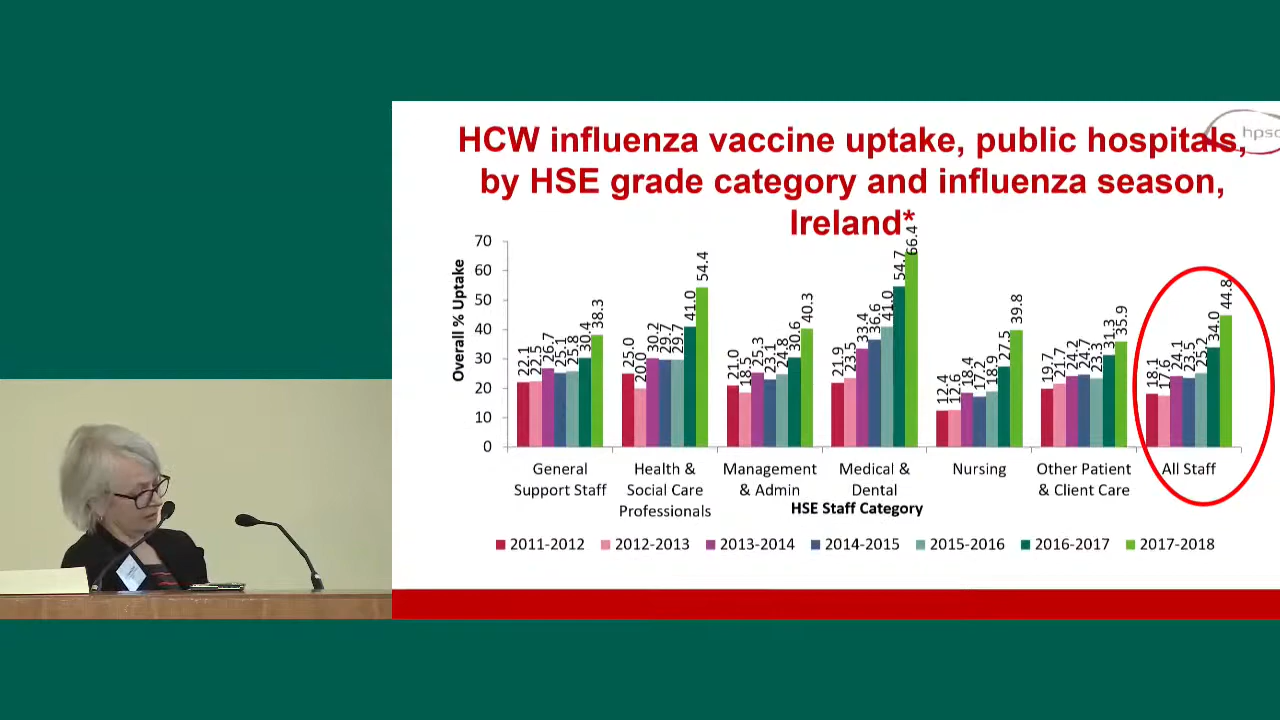 HCW influenza vaccine uptake, public hospitals,
by HSE grade category and influenza season,
Ireland*
hpsc
Overall % Uptake
70
60
50
40
30
20
10
0
22.1 22.5 26.7 25.1 25.8 30.4 38.3
25.0 20.0 30.2 29.7 29.7 41.0 54.4
21.0 18.5 25.3 23.1 24.8 30.6 40.3
21.9 23.5 33.4 36.6 41.0 54.7 66.4
12.4 12.6 18.4 17.2 18.9 27.5 39.8
19.7 21.7 24.2 24.7 23.3 31.3 35.9
18.1 17.6 24.1 23.5 25.2 34.0 44.8
General
Support Staff
Health &
Social Care
Professionals
Management
& Admin
Medical &
Dental
Nursing
Other Patient
& Client Care
All Staff
HSE Staff Category
2011-2012 2012-2013 2013-2014 2014-2015 2015-2016 2016-2017 2017-2018